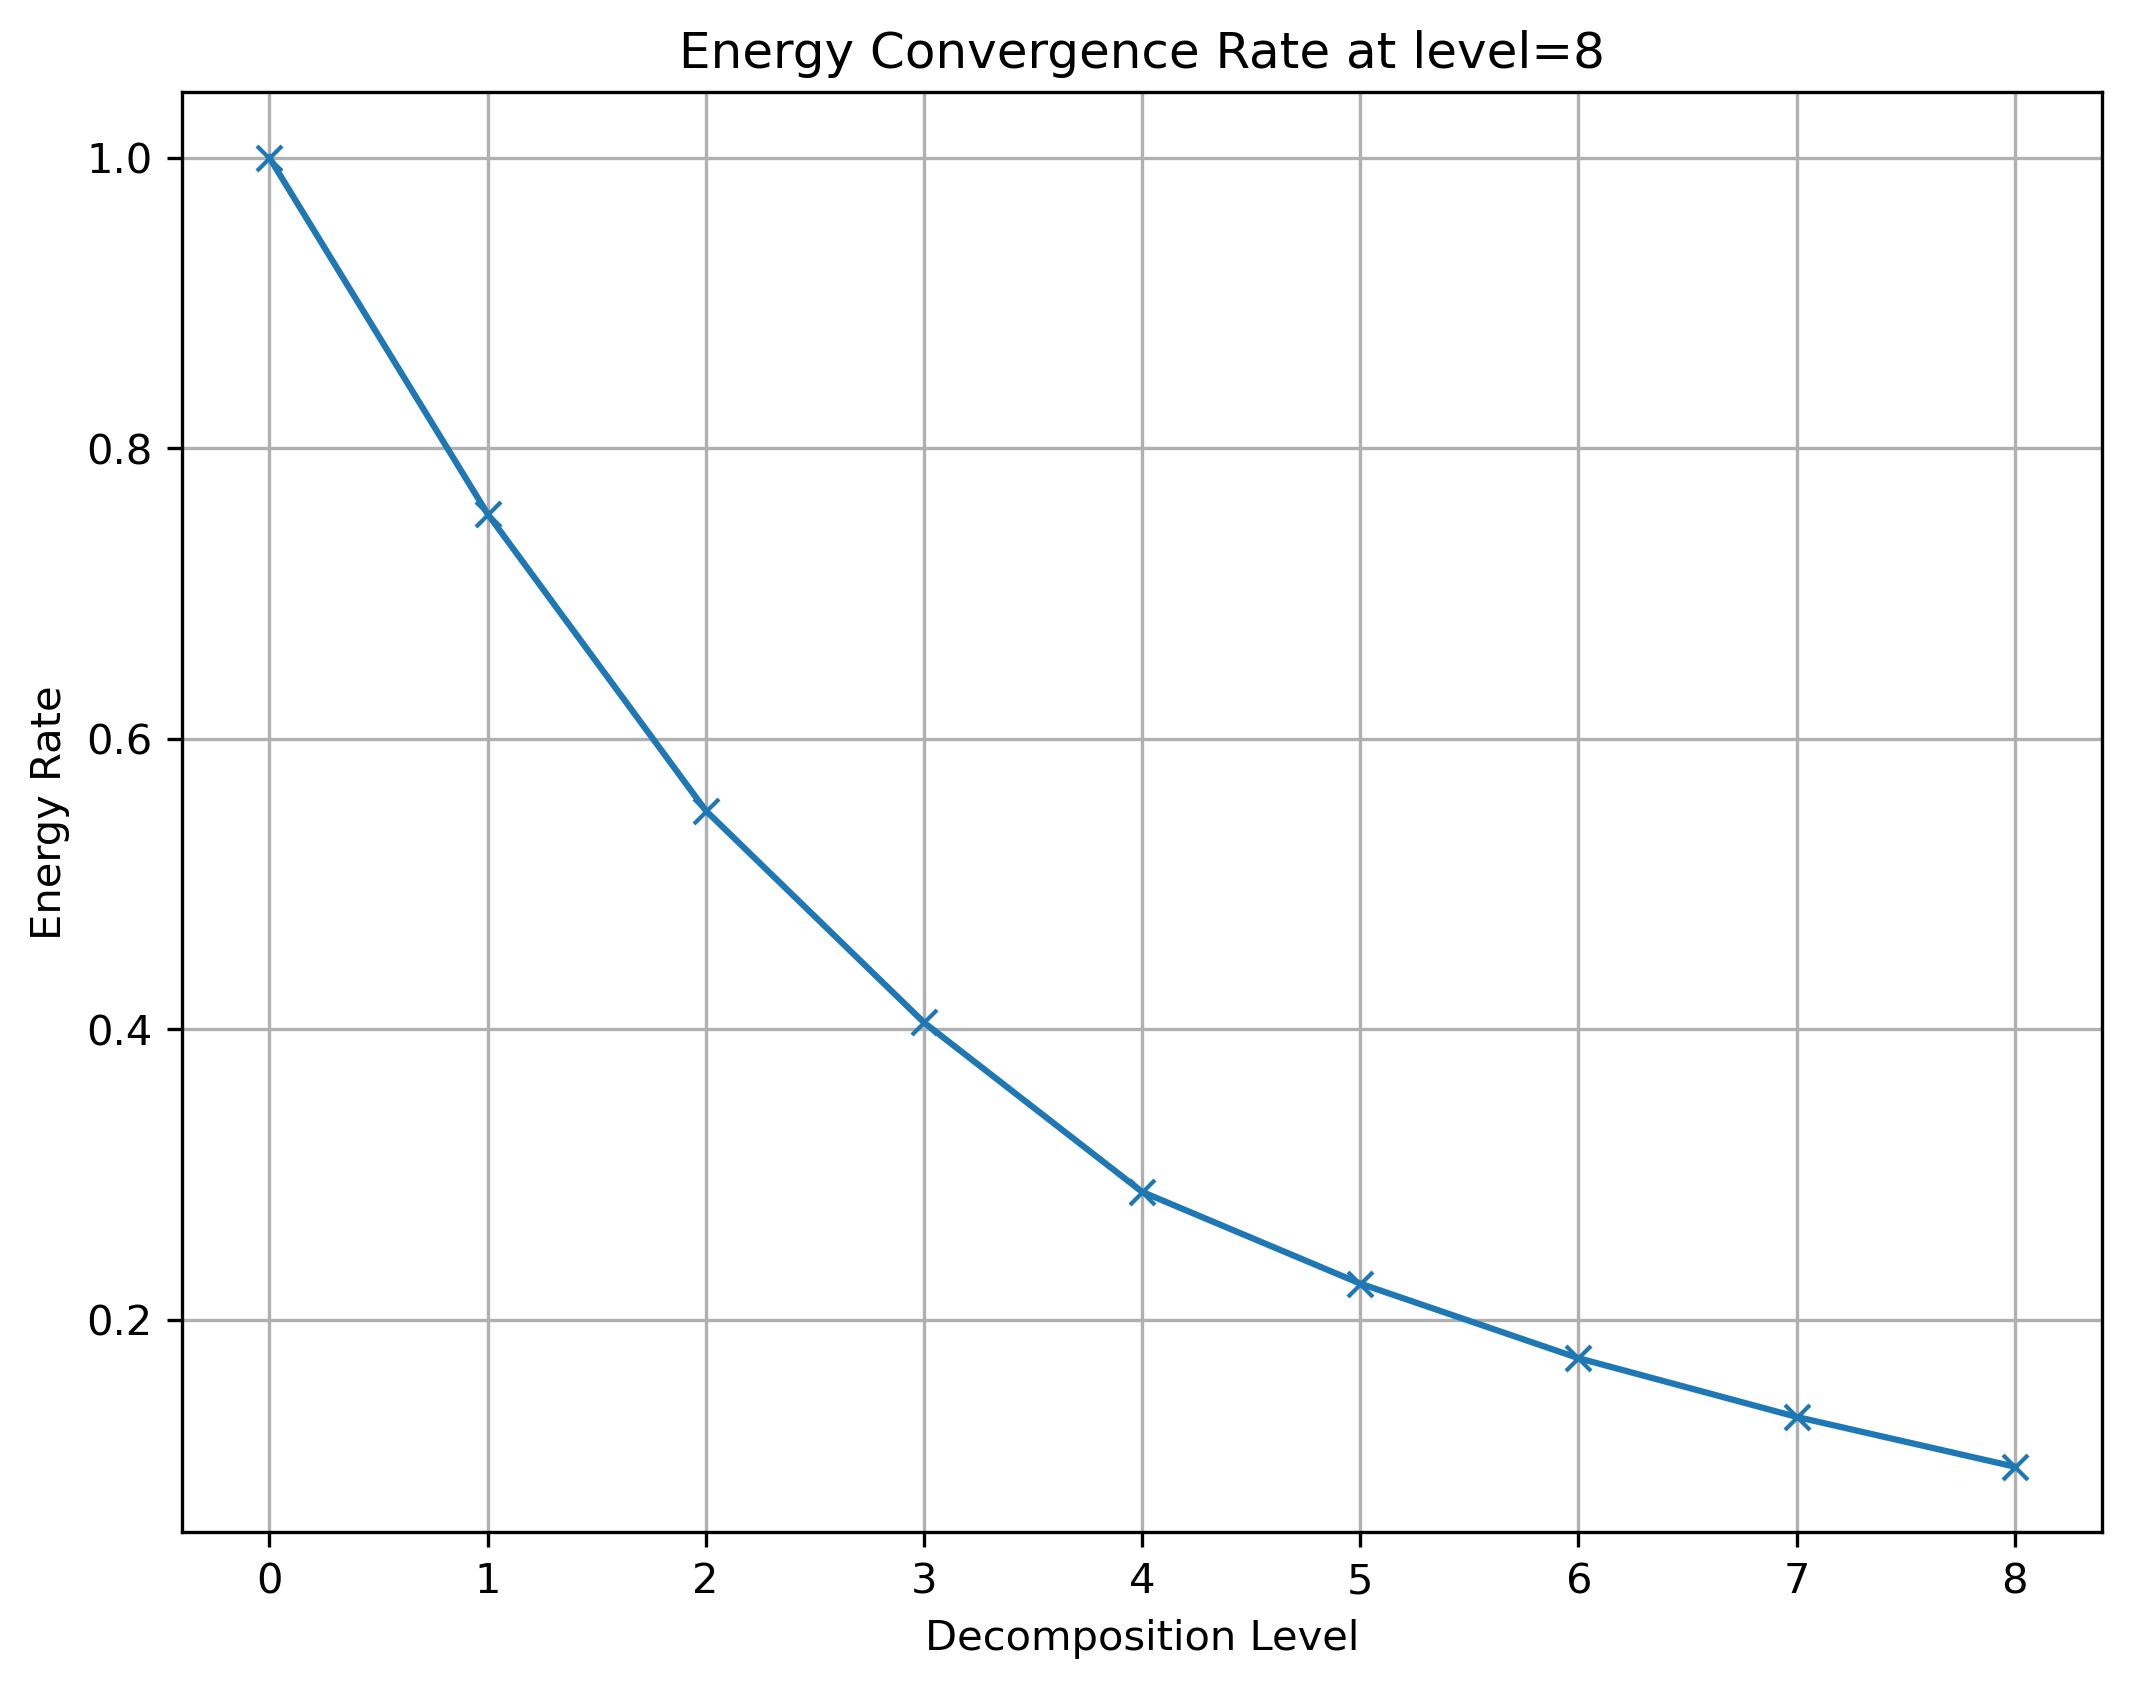 Energy Convergence Rate at level=8
Energy Rate
1.0
0.8
0.6
0.4
0.2
0 1 2 3 4 5 6 7 8
Decomposition Level